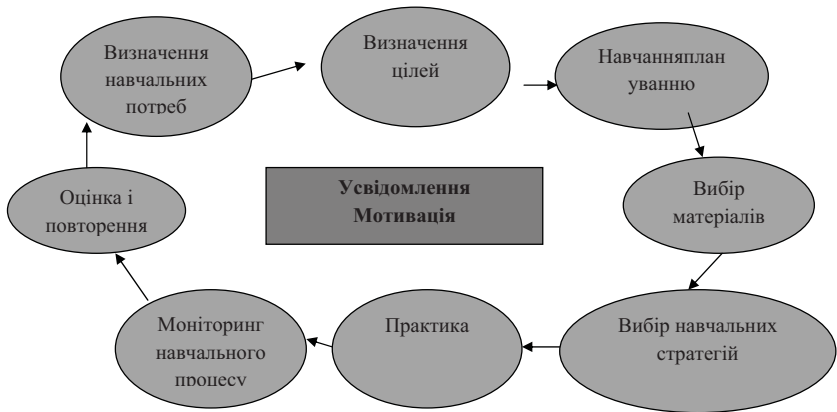 Визначення
навчальних
потреб
Визначення
цілей
Навчанняплан
уванню
Вибір
матеріалів
Вибір навчальних
стратегій
Практика
Моніторинг
навчального
процесу
Оцінка і
повторення
Усвідомлення
Мотивація